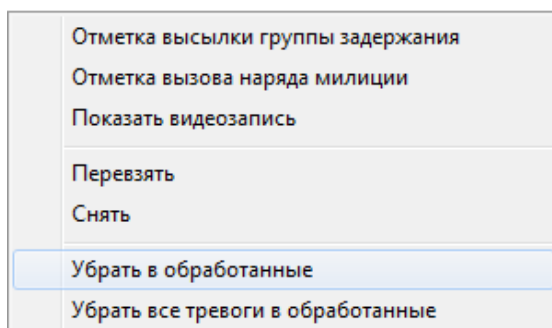 Отметка высылки группы задержания
Отметка вызова наряда милиции
Показать видеозапись
Перевзять
Снять
Убрать в обработанные
Убрать все тревоги в обработанные